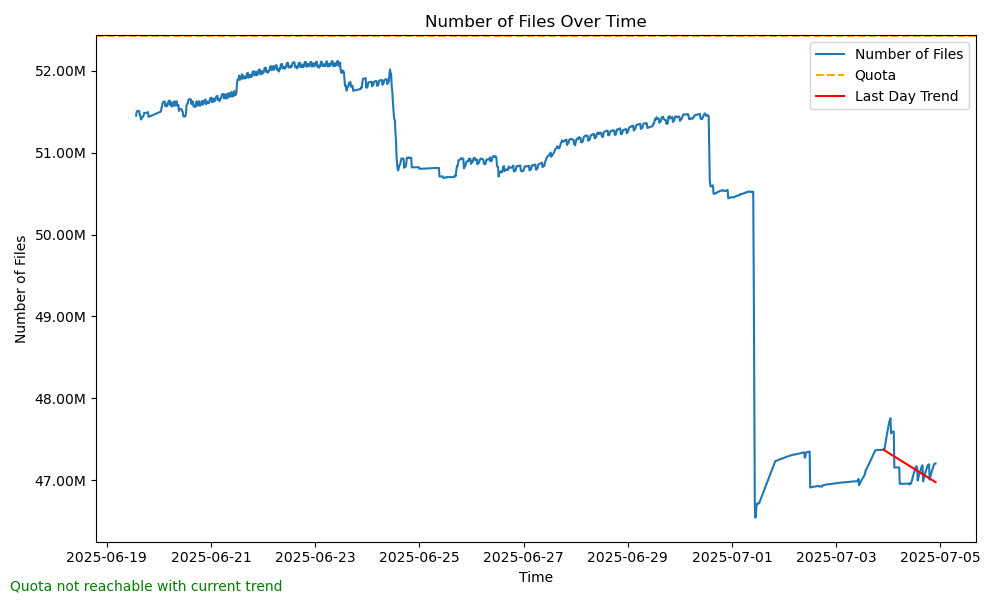 Number of Files Over Time
Number of Files
Quota
Last Day Trend
52.00M
51.00M
50.00M
49.00M
48.00M
47.00M
Number of Files
2025-06-19
2025-06-21
2025-06-23
2025-06-25
2025-06-27
2025-06-29
2025-07-01
2025-07-03
2025-07-05
Time
Quota not reachable with current trend